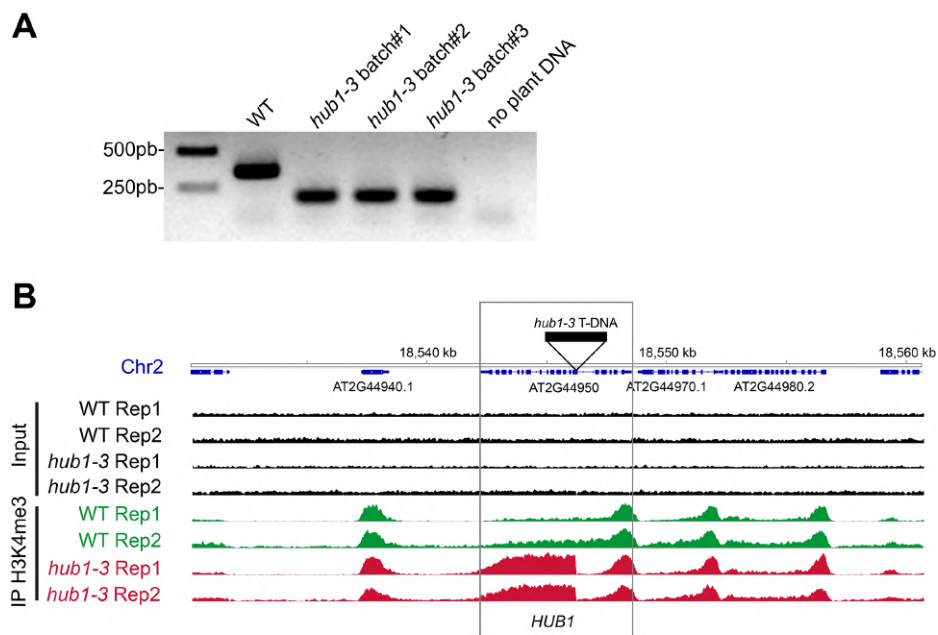 A
WT
hub1-3 batch#1
hub1-3 batch#2
hub1-3 batch#3
no plant DNA
500pb-
250pb-
B
hub1-3 T-DNA
18,540 kb
18,550 kb
18,560 kb
Chr2
AT2G44940.1
AT2G44950
AT2G44970.1
AT2G44980.2
Input
WT Rep1
WT Rep2
hub1-3 Rep1
hub1-3 Rep2
IP H3K4me3
WT Rep1
WT Rep2
hub1-3 Rep1
hub1-3 Rep2
HUB1